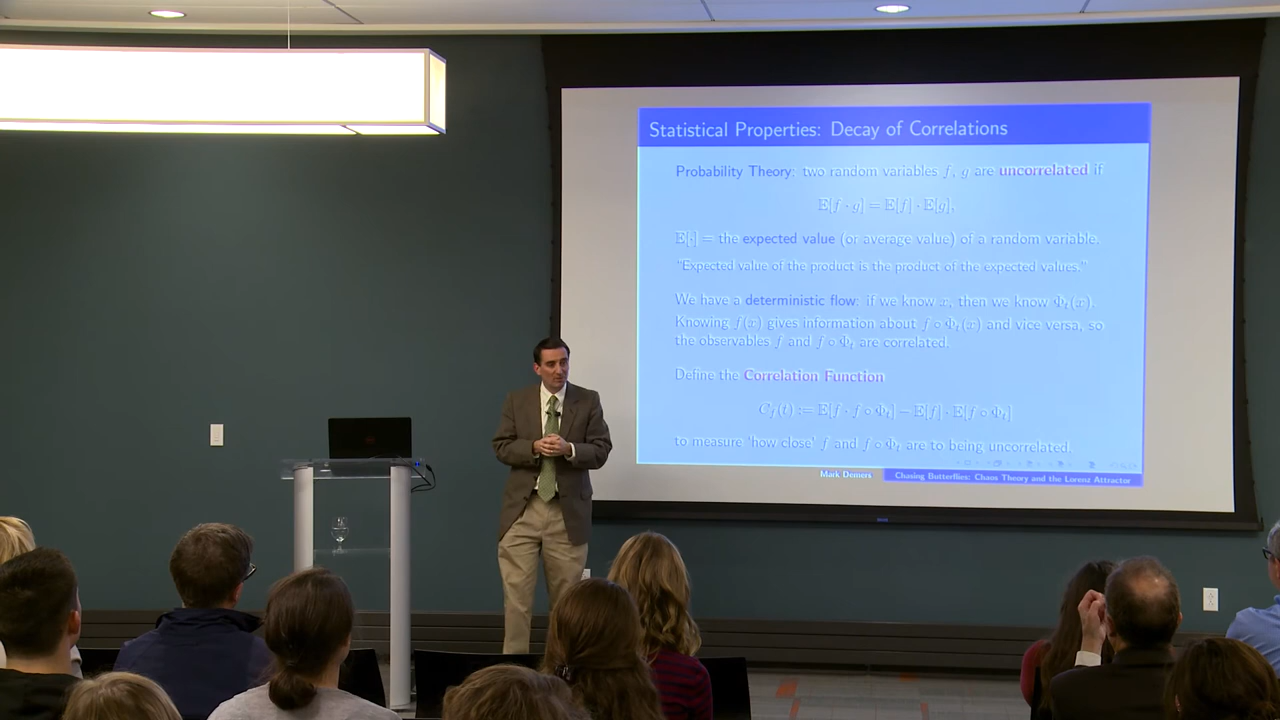 Statistical Properties: Decay of Correlations
Probability Theory: two random variables f, g are uncorrelated if
𝔼[f · g] = 𝔼[f] · 𝔼[g],
𝔼[·] = the expected value (or average value) of a random variable.
"Expected value of the product is the product of the expected values."
We have a deterministic flow: if we know x, then we know Φₜ(x).
Knowing f(x) gives information about f ∘ Φₜ(x) and vice versa, so
the observables f and f ∘ Φₜ are correlated.
Define the Correlation Function
C_f(t) := 𝔼[f · f ∘ Φₜ] − 𝔼[f] · 𝔼[f ∘ Φₜ]
to measure 'how close' f and f ∘ Φₜ are to being uncorrelated.
Mark Demers Chasing Butterflies: Chaos Theory and the Lorenz Attractor